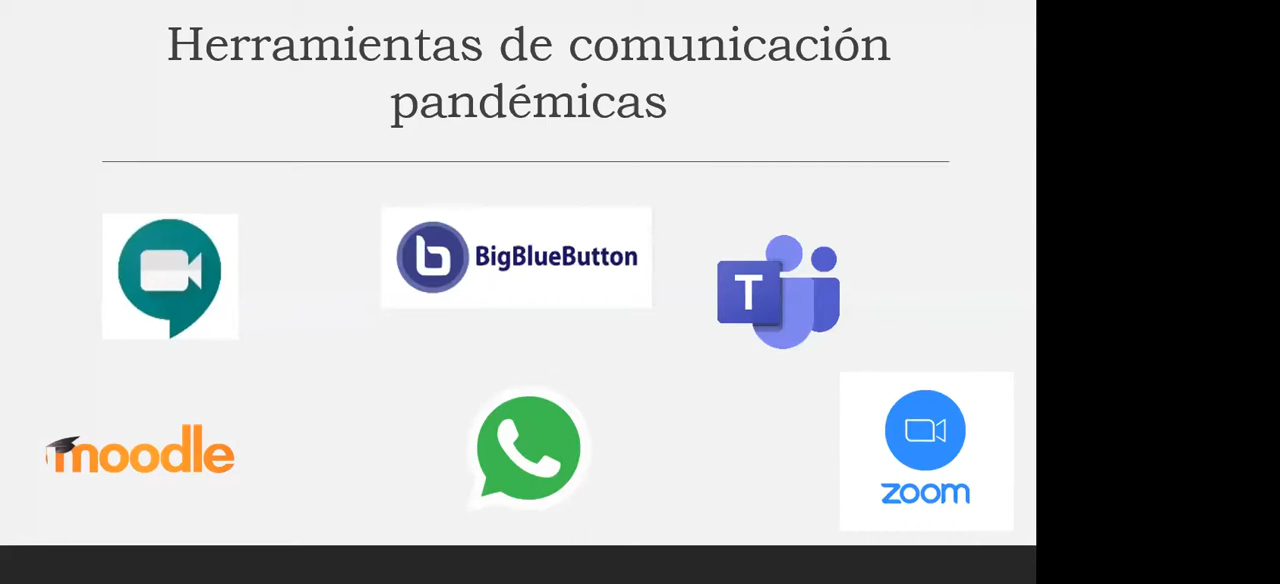 Herramientas de comunicación
pandémicas
BigBlueButton
T
moodle
zoom